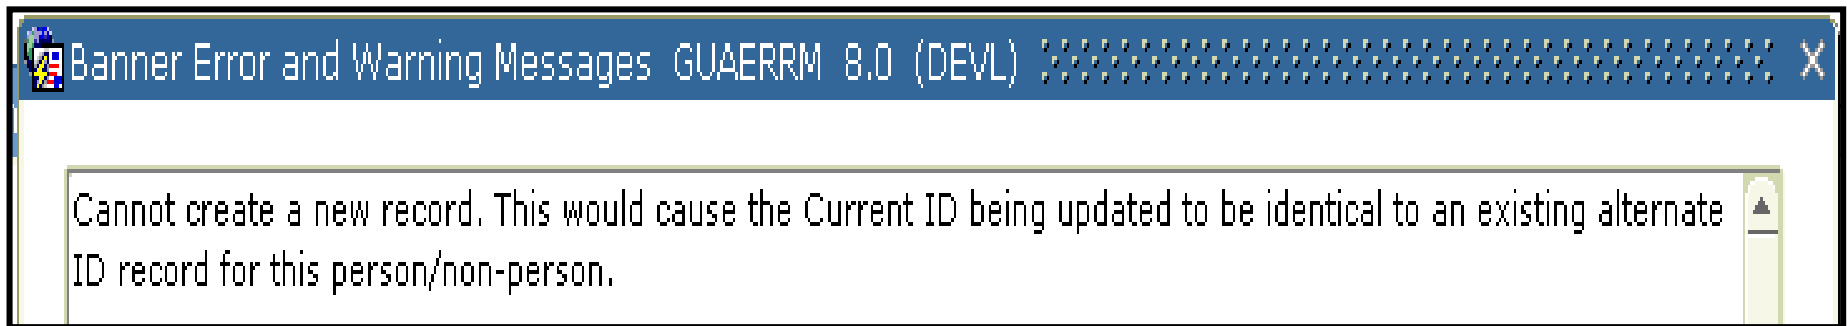 Banner Error and Warning Messages GUAERRM 8.0 (DEVL)
X
Cannot create a new record. This would cause the Current ID being updated to be identical to an existing alternate
ID record for this person/non-person.